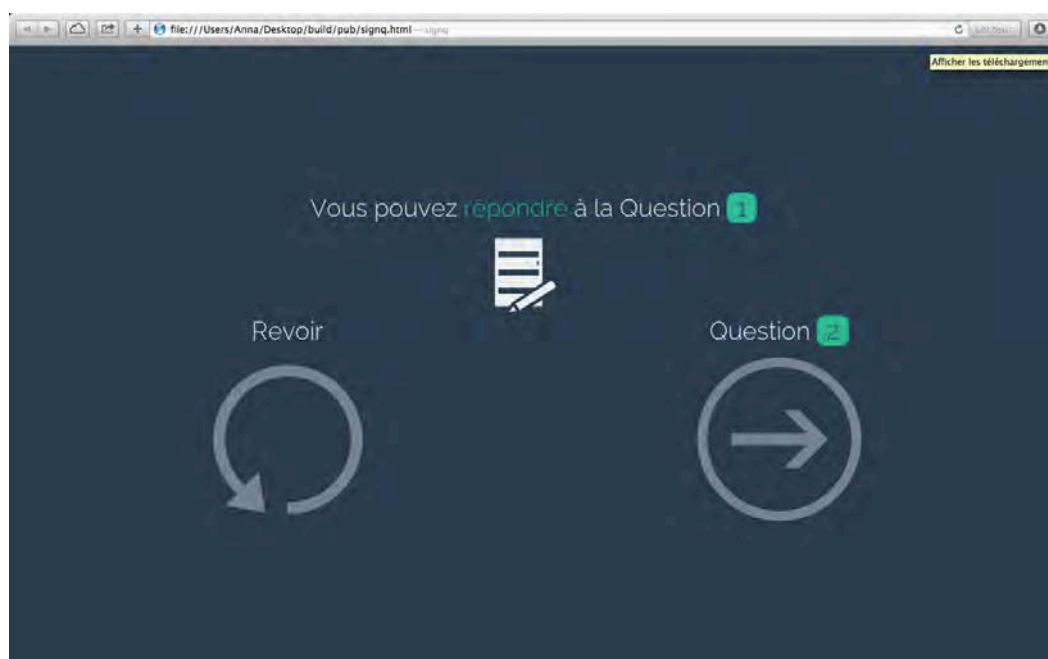 file:///Users/Anna/Desktop/build/pub/signq.html — signq
Afficher les téléchargemen
Vous pouvez répondre à la Question 1
Revoir
Question 2